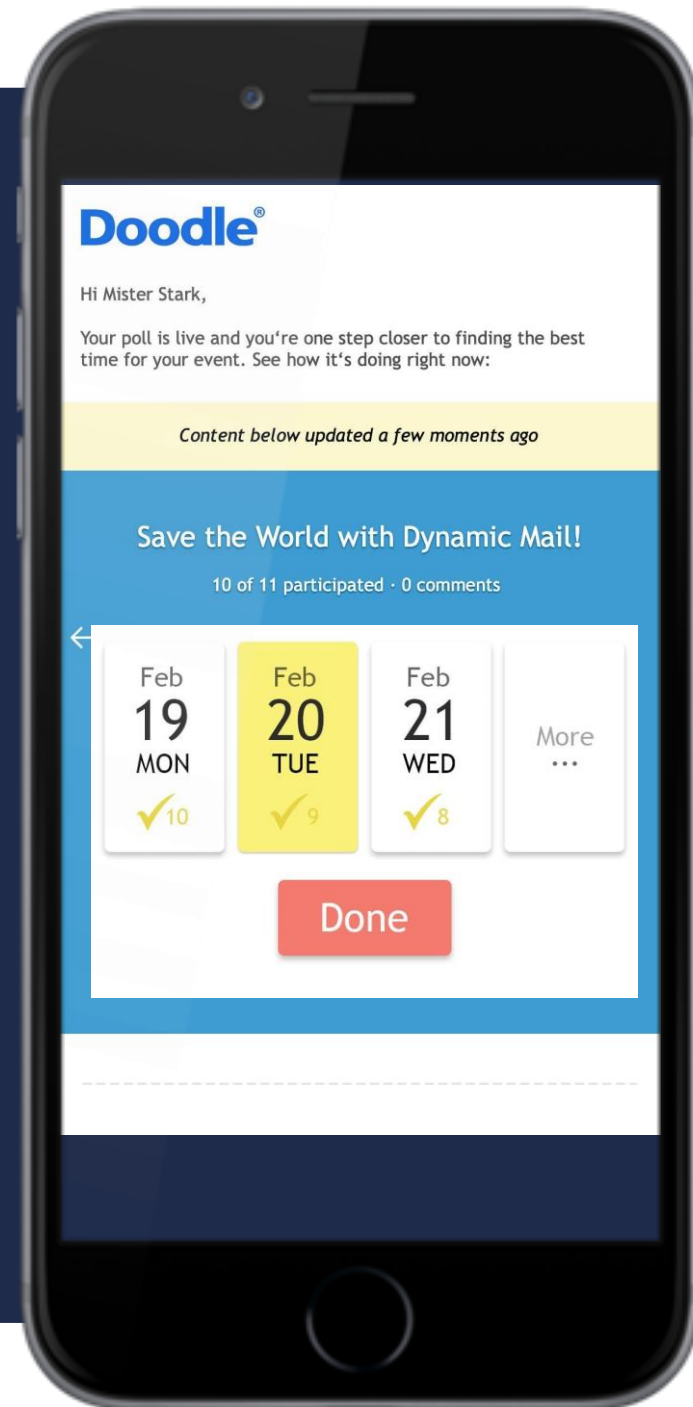 Doodle®
Hi Mister Stark,
Your poll is live and you‘re one step closer to finding the best
time for your event. See how it‘s doing right now:
Content below updated a few moments ago
Save the World with Dynamic Mail!
10 of 11 participated · 0 comments
Feb
19
MON
10
Feb
20
TUE
9
Feb
21
WED
8
More
...
Done